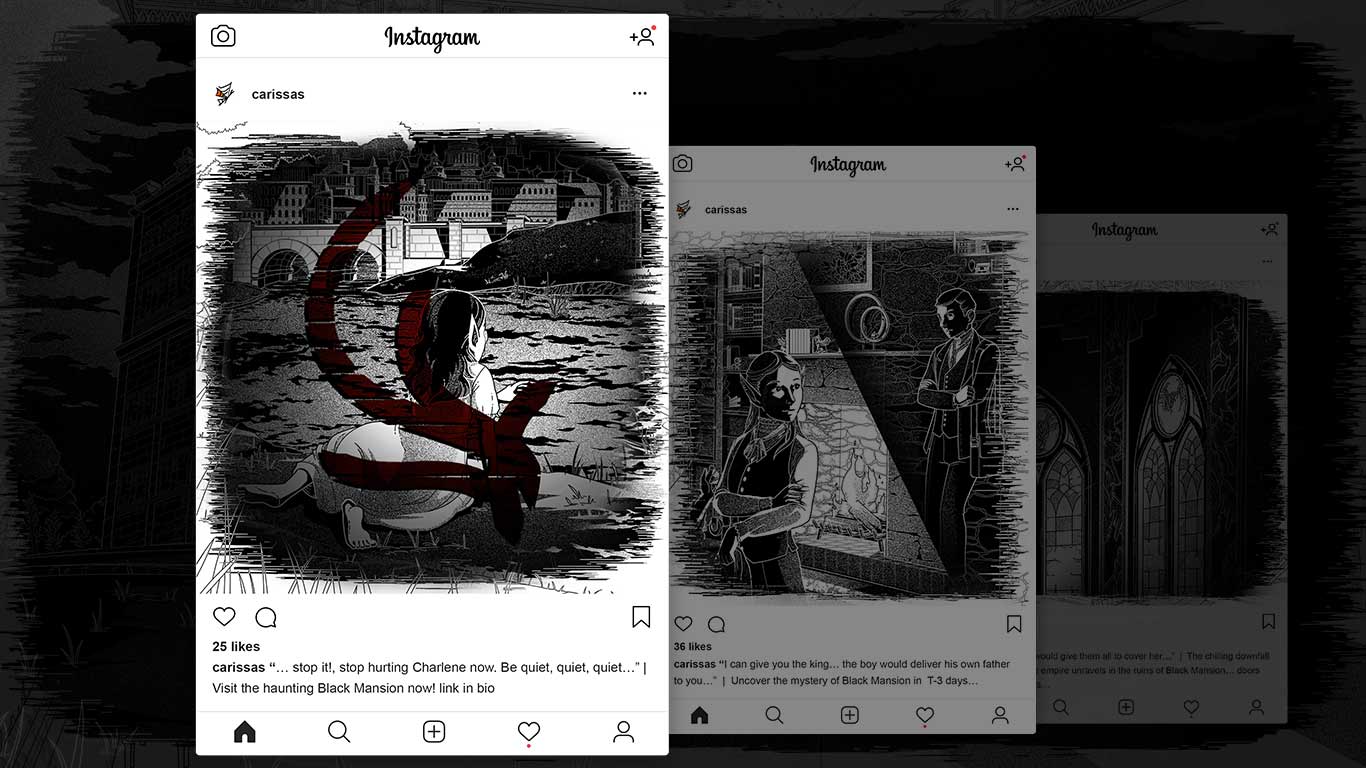 Instagram
carissas
25 likes
carissas “… stop it!, stop hurting Charlene now. Be quiet, quiet, quiet…” |
Visit the haunting Black Mansion now! link in bio
Instagram
carissas
36 likes
carissas “I can give you the king… the boy would deliver his own father
to you…” | Uncover the mystery of Black Mansion in T-3 days…
Instagram
would give them all to cover her…” | The chilling downfall
empire unravels in the ruins of Black Mansion… doors